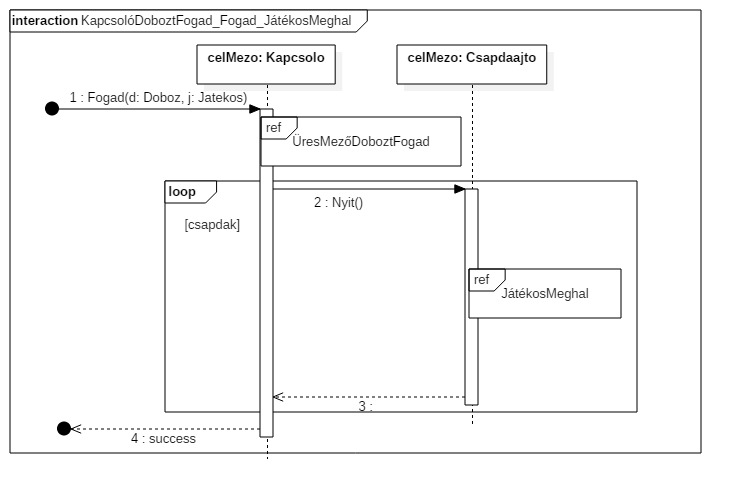 interaction KapcsolóDoboztFogad_Fogad_JátékosMeghal
celMezo: Kapcsolo
celMezo: Csapdaajto
1 : Fogad(d: Doboz, j: Jatekos)
ref
ÜresMezőDoboztFogad
loop
2 : Nyit()
[csapdak]
ref
JátékosMeghal
3 :
4 : success